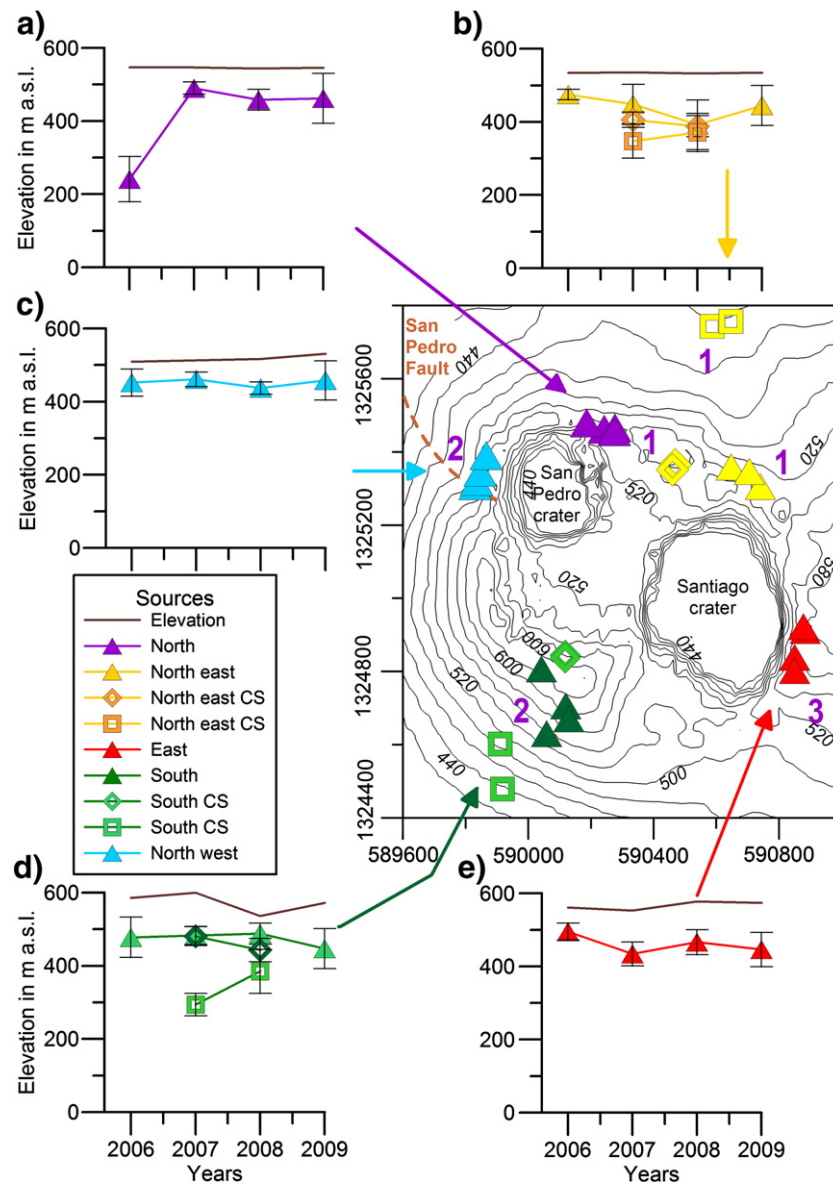 a)
Elevation in m a.s.l.
600
400
200
0
b)
600
400
200
0
c)
Elevation in m a.s.l.
600
400
200
0
San
Pedro
Fault
440
520
580
520
500
440
520
600
600
520
440
440
520
San
Pedro
crater
Santiago
crater
1
1
1
2
2
3
1325600
1325200
1324800
1324400
589600
590000
590400
590800
Sources
Elevation
North
North east
North east CS
North east CS
East
South
South CS
South CS
North west
d)
Elevation in m a.s.l.
600
400
200
0
2006
2007
2008
2009
Years
e)
600
400
200
0
2006
2007
2008
2009
Years